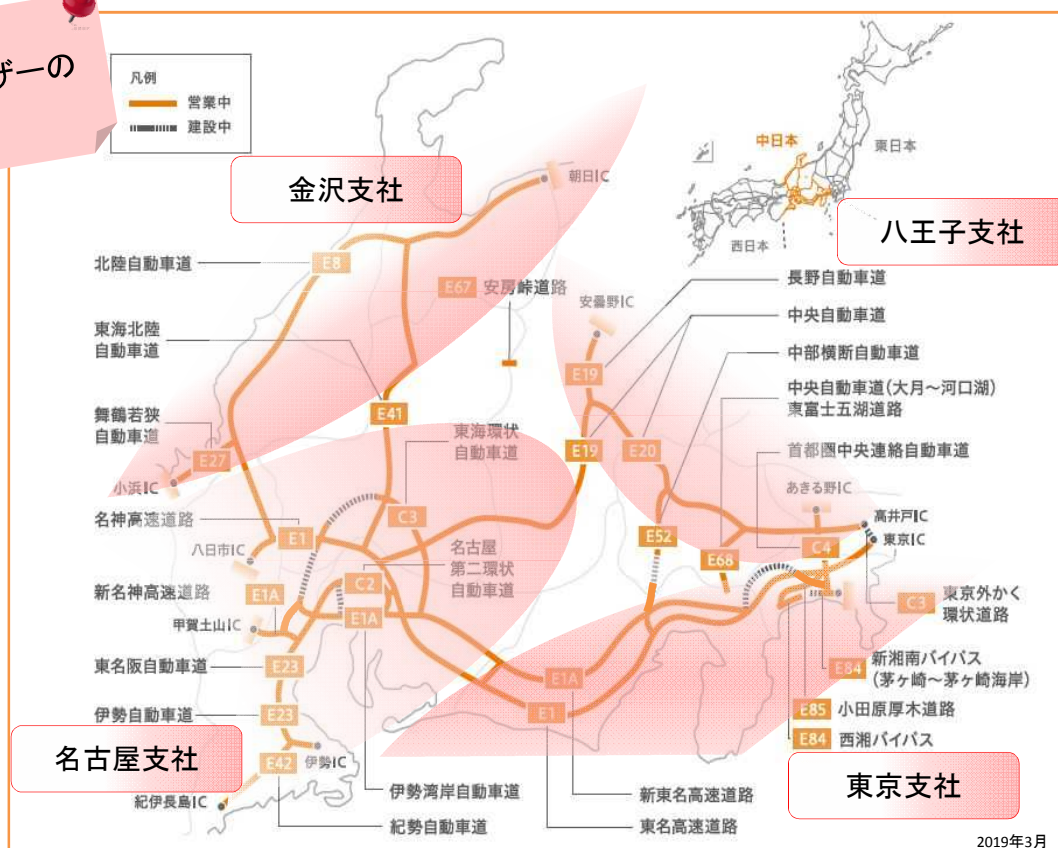 ザーの
凡例
営業中
建設中
金沢支社
朝日IC
中日本
東日本
西日本
八王子支社
北陸自動車道
E8
E67 安房峠道路
安曇野IC
長野自動車道
中央自動車道
東海北陸
自動車道
中部横断自動車道
E19
中央自動車道(大月〜河口湖)
東富士五湖道路
舞鶴若狭
自動車道
E41
東海環状
自動車道
E19
E20
首都圏中央連絡自動車道
E27
小浜IC
あきる野IC
名神高速道路
E1
C3
高井戸IC
東京IC
八日市IC
名古屋
第二環状
自動車道
E52
C4
E68
新名神高速道路
E1A
C2
E1A
C3 東京外かく
環状道路
甲賀土山IC
東名阪自動車道
E23
E1A
E84 新湘南バイパス
(茅ヶ崎〜茅ヶ崎海岸)
伊勢自動車道
E23
E1
E85 小田原厚木道路
E84 西湘バイパス
名古屋支社
伊勢IC
E42
東京支社
紀伊長島IC
伊勢湾岸自動車道
新東名高速道路
紀勢自動車道
東名高速道路
2019年3月